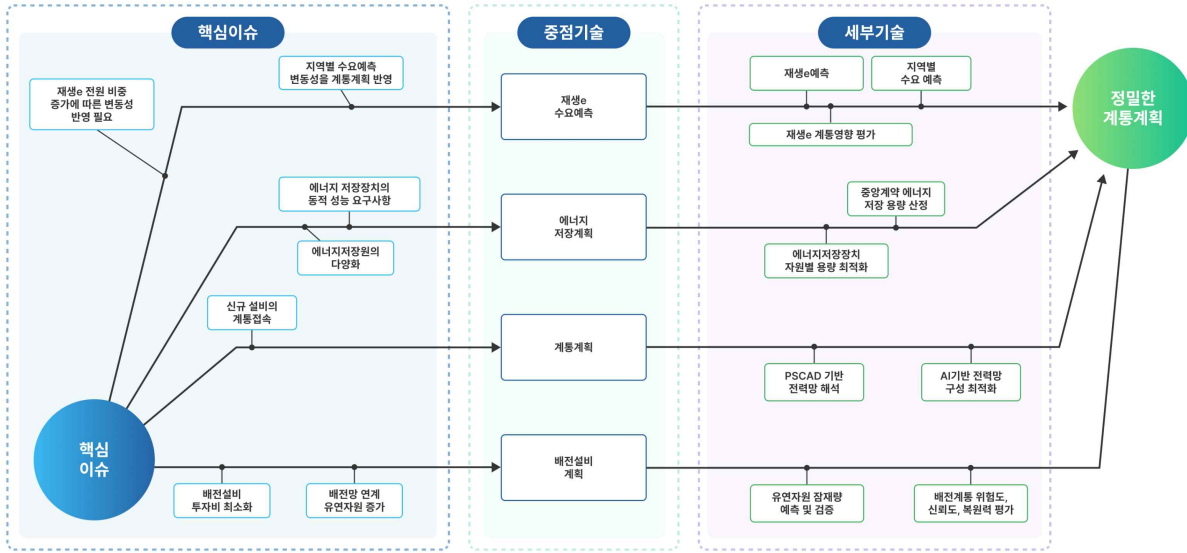 핵심이슈
중점기술
세부기술
재생e 전원 비중
증가에 따른 변동성
반영 필요
지역별 수요예측
변동성을 계통계획 반영
재생e
수요예측
재생e예측
지역별
수요 예측
재생e 계통영향 평가
정밀한
계통계획
에너지 저장장치의
동적 성능 요구사항
에너지저장원의
다양화
에너지
저장계획
중앙계약 에너지
저장 용량 산정
에너지저장장치
자원별 용량 최적화
신규 설비의
계통접속
계통계획
PSCAD 기반
전력망 해석
AI기반 전력망
구성 최적화
핵심
이슈
배전설비
투자비 최소화
배전망 연계
유연자원 증가
배전설비
계획
유연자원 잠재량
예측 및 검증
배전계통 위험도,
신뢰도, 복원력 평가